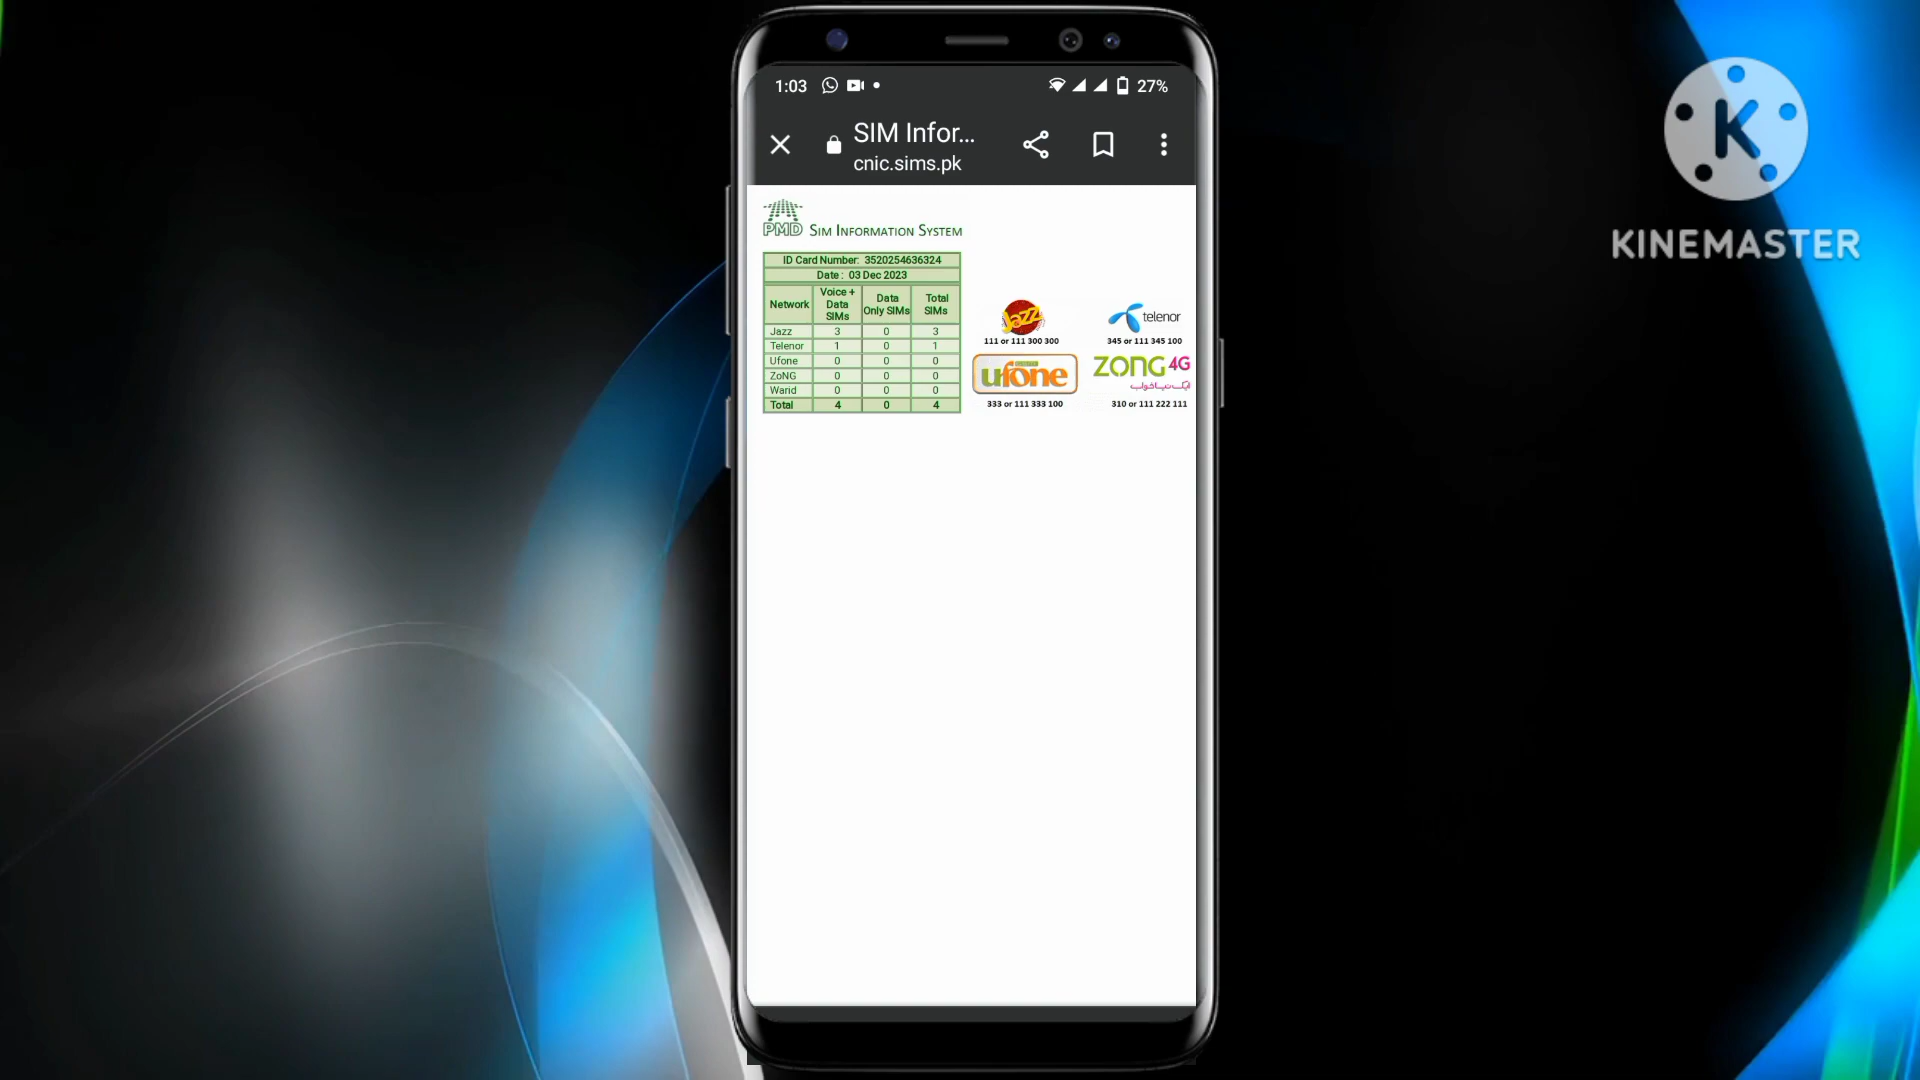 1:03
27%
SIM Infor...
cnic.sims.pk
KINEMASTER
PMD SIM INFORMATION SYSTEM
ID Card Number: 3520254636324
Date : 03 Dec 2023
Network Voice + Data SIMs Data Only SIMs Total SIMs
Jazz 3 0 3
Telenor 1 0 1
Ufone 0 0 0
ZoNG 0 0 0
Warid 0 0 0
Total 4 0 4
Jazz
111 or 111 300 300
telenor
345 or 111 345 100
ufone
333 or 111 333 100
ZONG 4G
310 or 111 222 111